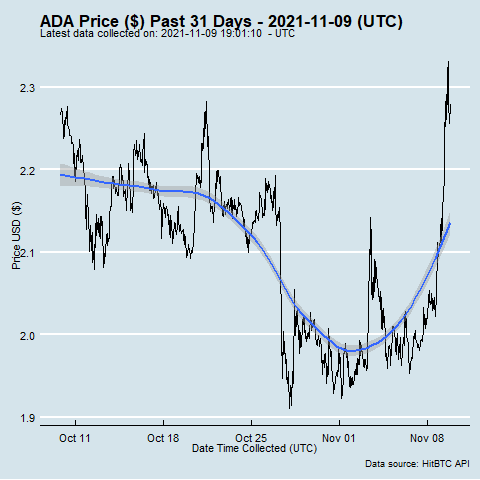 ADA Price ($) Past 31 Days - 2021-11-09 (UTC)
Latest data collected on: 2021-11-09 19:01:10 - UTC
Price USD ($)
2.3
2.2
2.1
2.0
1.9
Oct 11
Oct 18
Oct 25
Nov 01
Nov 08
Date Time Collected (UTC)
Data source: HitBTC API